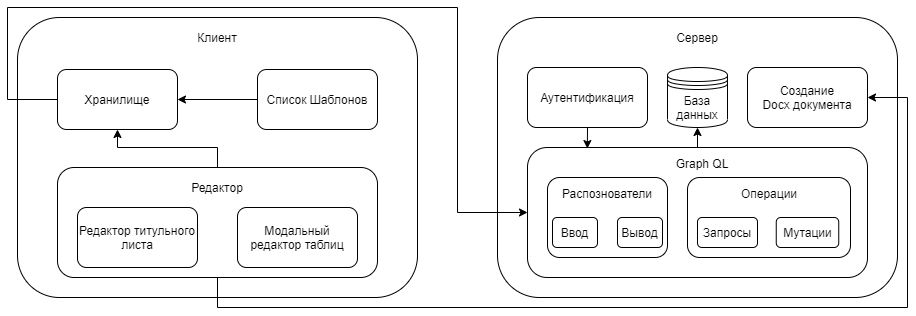 Клиент
Хранилище
Список Шаблонов
Редактор
Редактор титульного
листа
Модальный
редактор таблиц
Сервер
Аутентификация
База
данных
Создание
Docx документа
Graph QL
Распознователи
Ввод
Вывод
Операции
Запросы
Мутации